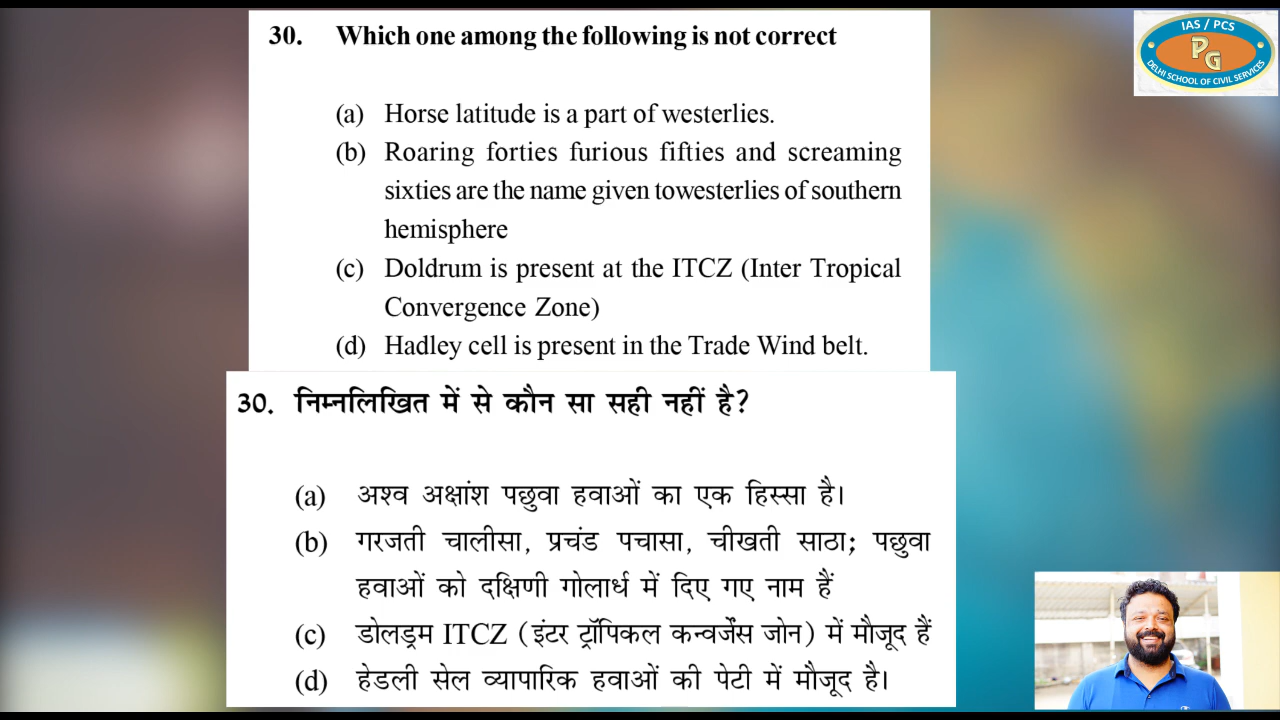 IAS / PCS
PG
DELHI SCHOOL OF CIVIL SERVICES
30. Which one among the following is not correct
(a) Horse latitude is a part of westerlies.
(b) Roaring forties furious fifties and screaming
sixties are the name given towesterlies of southern
hemisphere
(c) Doldrum is present at the ITCZ (Inter Tropical
Convergence Zone)
(d) Hadley cell is present in the Trade Wind belt.
30. निम्नलिखित में से कौन सा सही नहीं है?
(a) अश्व अक्षांश पछुवा हवाओं का एक हिस्सा है।
(b) गरजती चालीसा, प्रचंड पचासा, चीखती साठा; पछुवा
हवाओं को दक्षिणी गोलार्ध में दिए गए नाम हैं
(c) डोलड्रम ITCZ (इंटर ट्रॉपिकल कन्वर्जेंस जोन) में मौजूद हैं
(d) हेडली सेल व्यापारिक हवाओं की पेटी में मौजूद है।